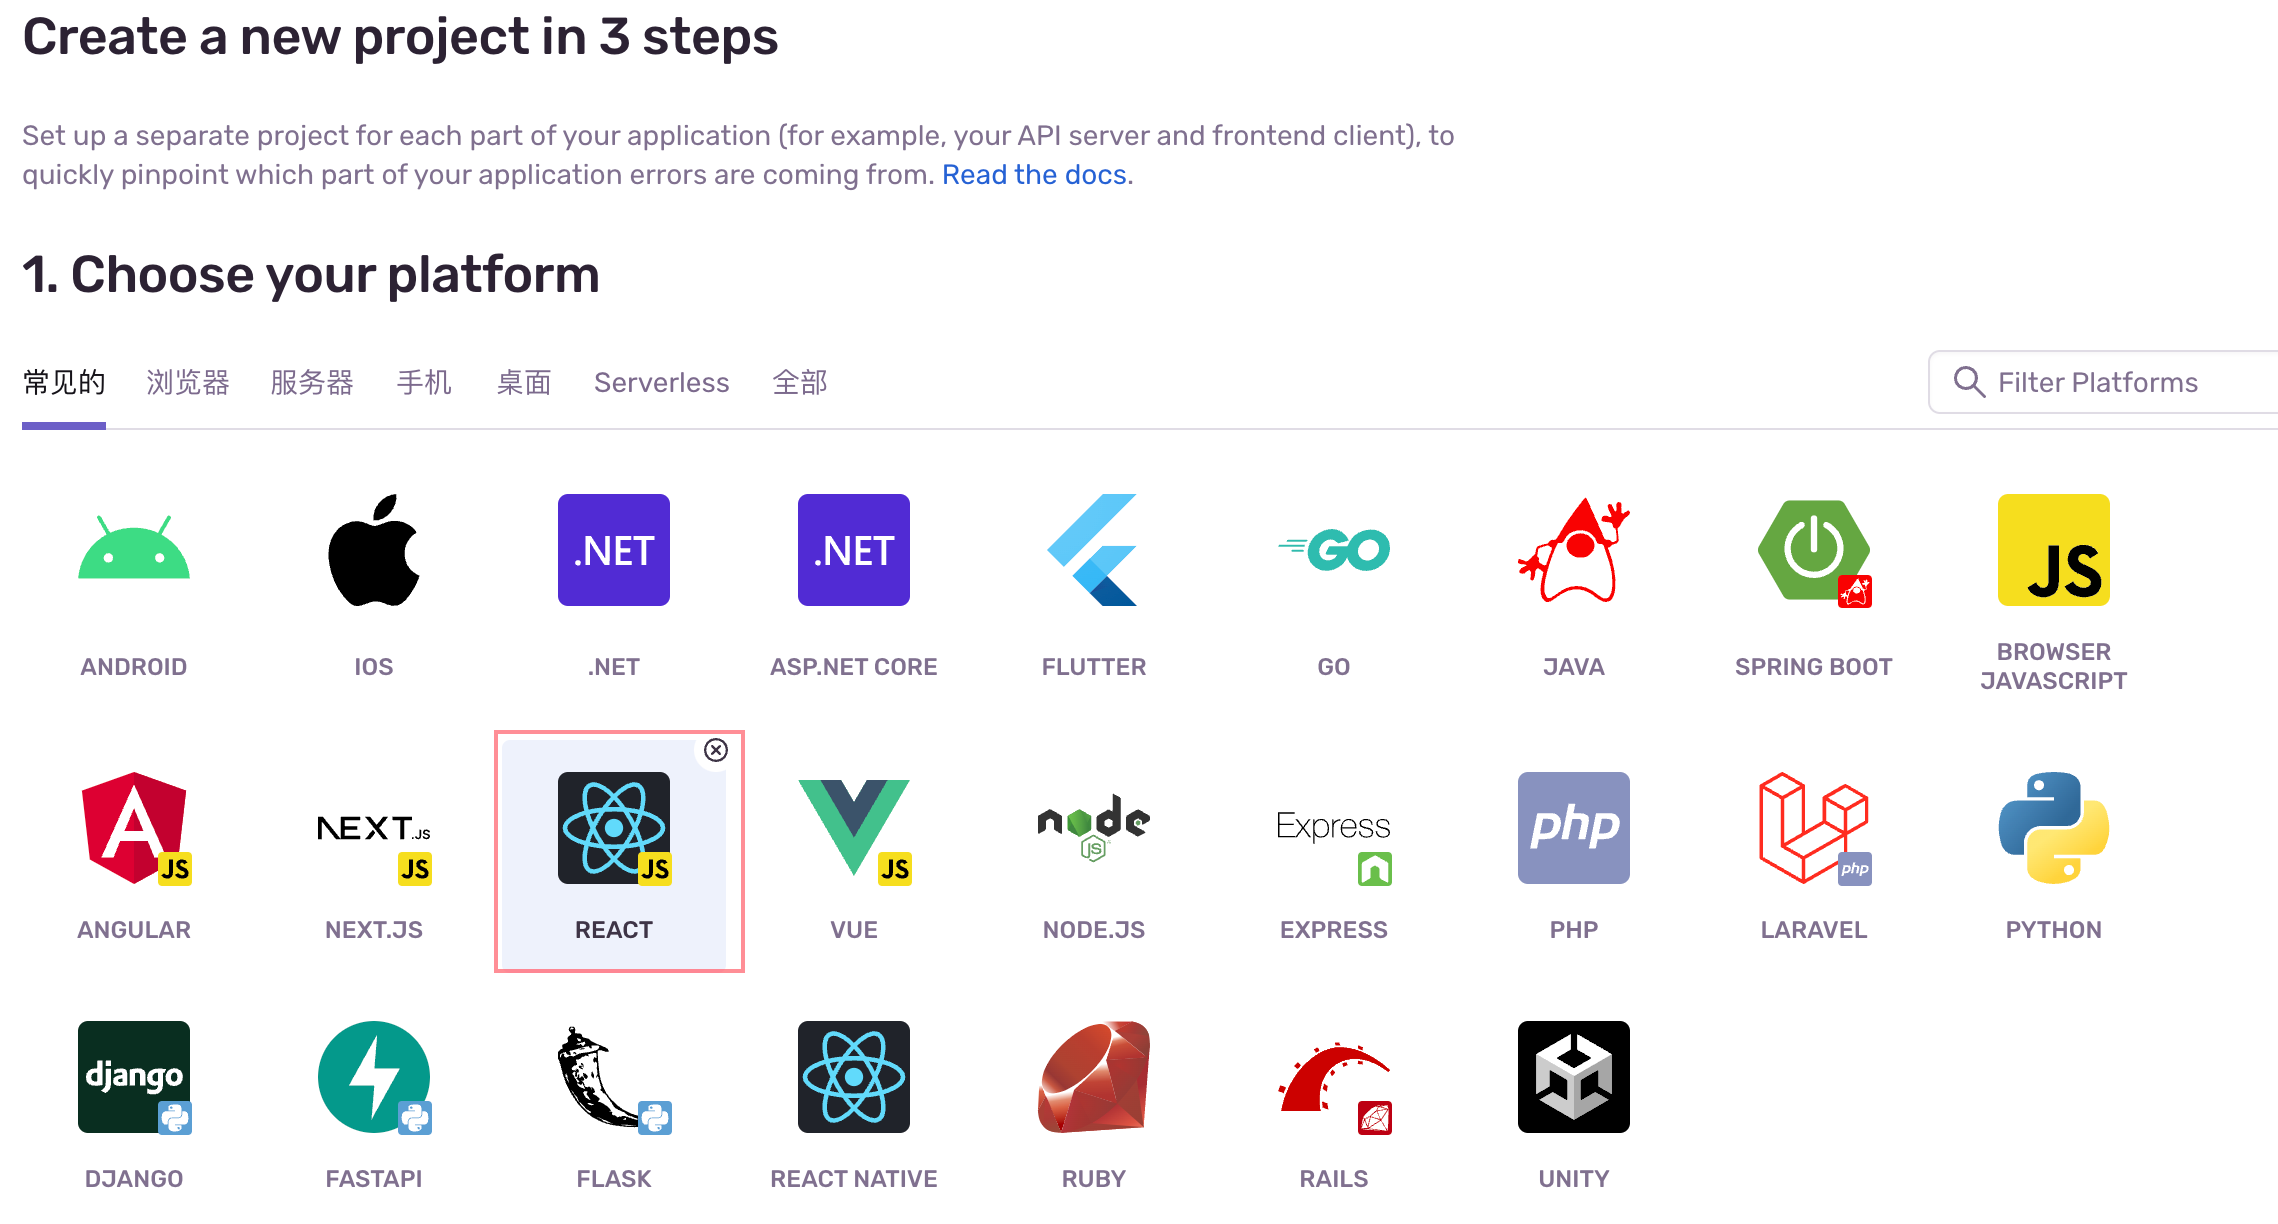 Create a new project in 3 steps
Set up a separate project for each part of your application (for example, your API server and frontend client), to
quickly pinpoint which part of your application errors are coming from. Read the docs.
1. Choose your platform
常见的 浏览器 服务器 手机 桌面 Serverless 全部 Filter Platforms
.NET .NET GO JS
ANDROID IOS .NET ASP.NET CORE FLUTTER GO JAVA SPRING BOOT BROWSER
JAVASCRIPT
JS NEXT.JS JS JS JS node JS Express php php
ANGULAR NEXT.JS REACT VUE NODE.JS EXPRESS PHP LARAVEL PYTHON
django
DJANGO FASTAPI FLASK REACT NATIVE RUBY RAILS UNITY